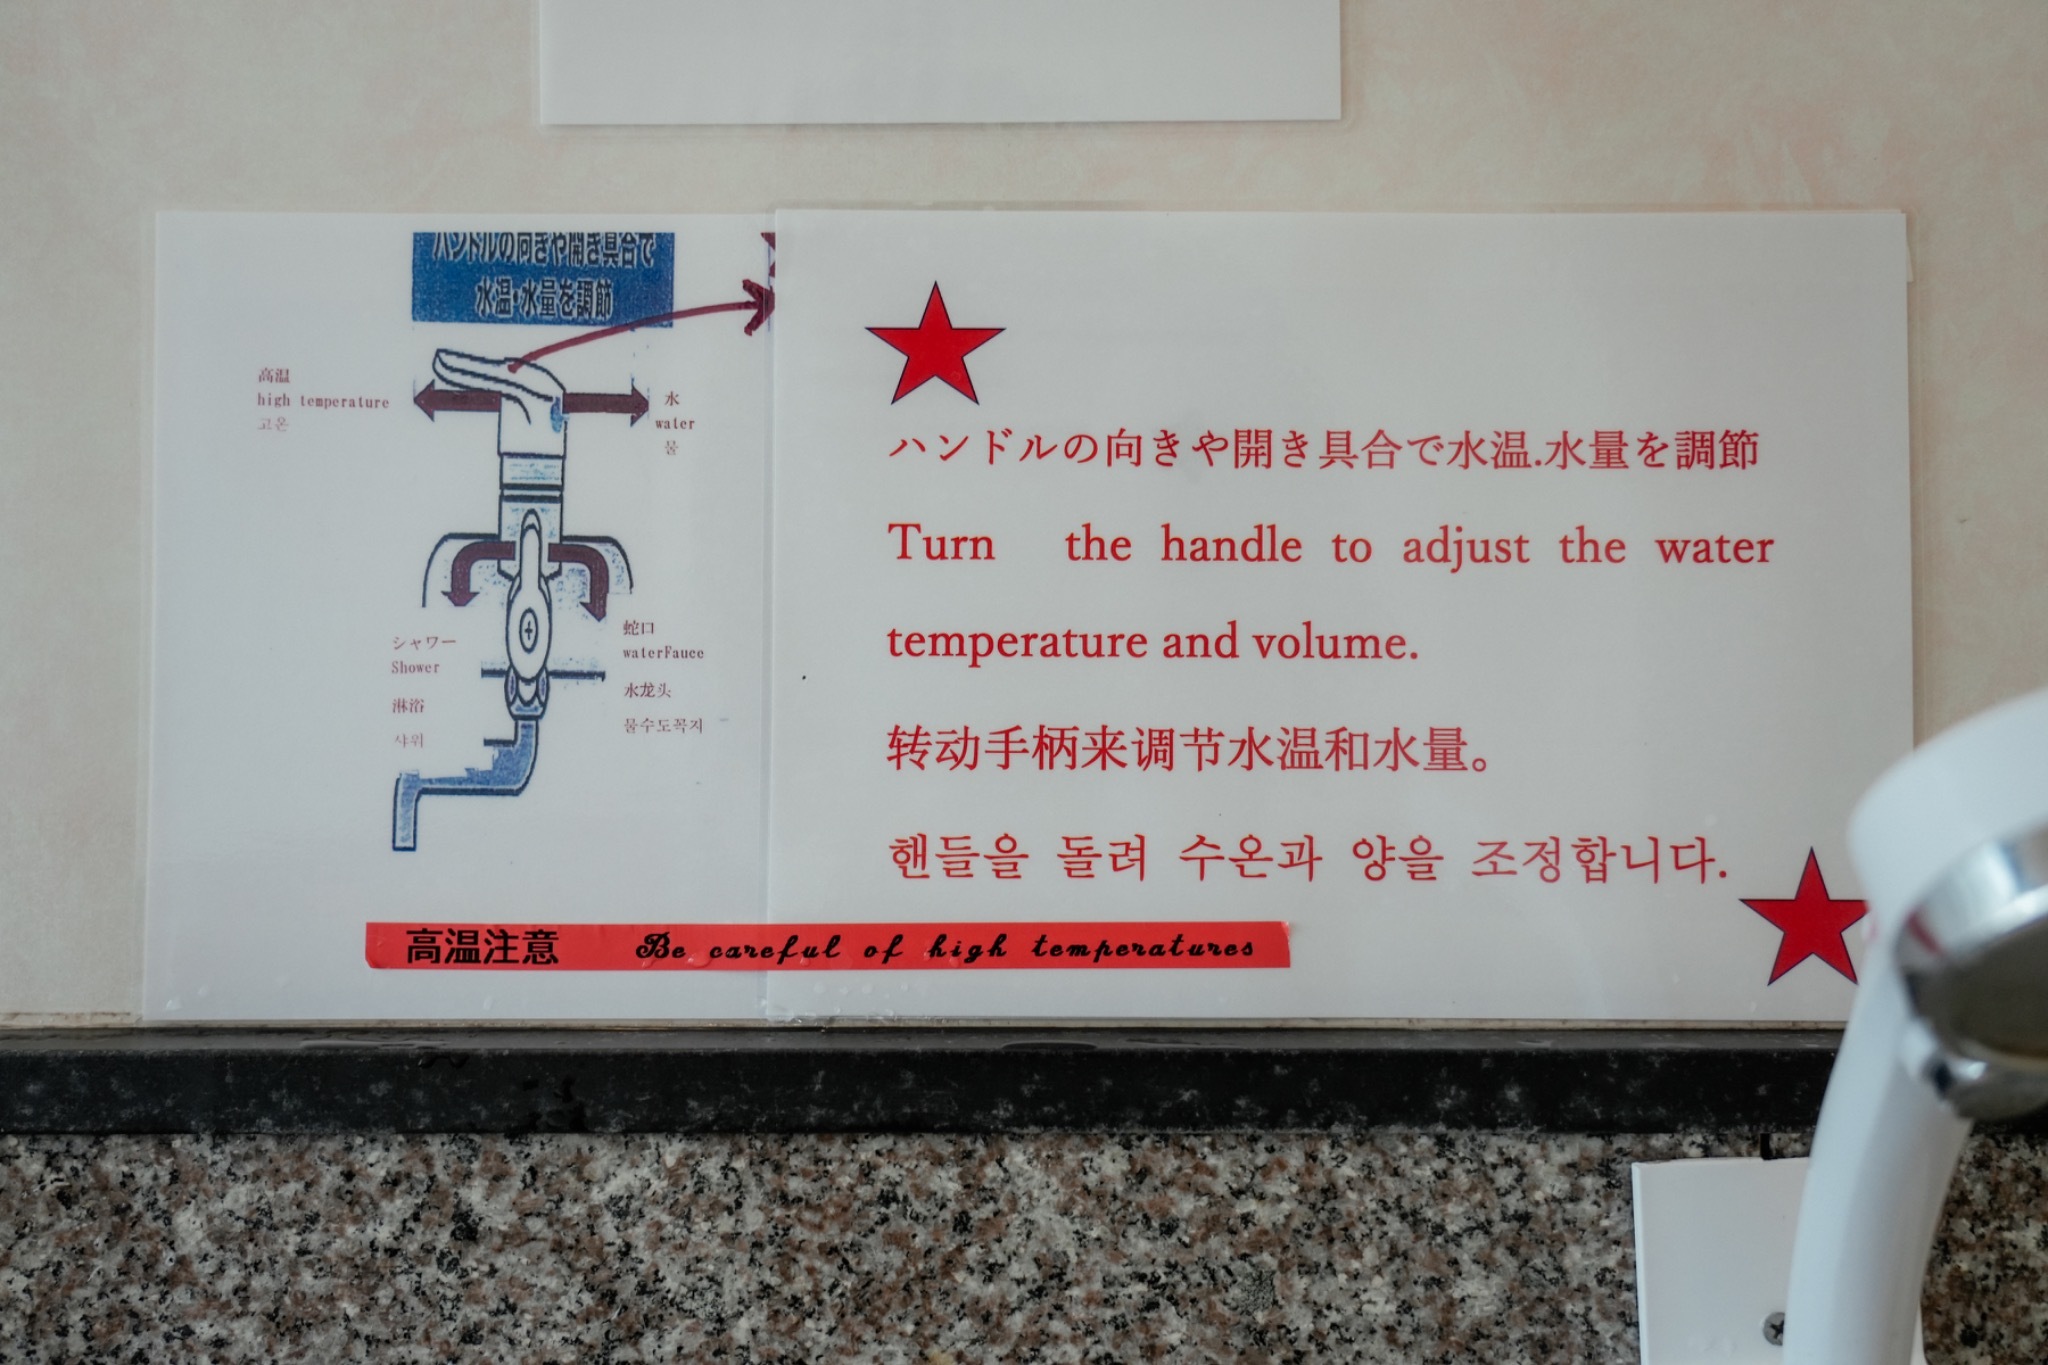 ハンドルの向きや開き具合で
水温・水量を調節
高温
high temperature
고온
水
water
물
シャワー
Shower
淋浴
샤워
蛇口
waterFauce
水龙头
물수도꼭지
ハンドルの向きや開き具合で水温.水量を調節
Turn the handle to adjust the water
temperature and volume.
转动手柄来调节水温和水量。
핸들을 돌려 수온과 양을 조정합니다.
高温注意 Be careful of high temperatures